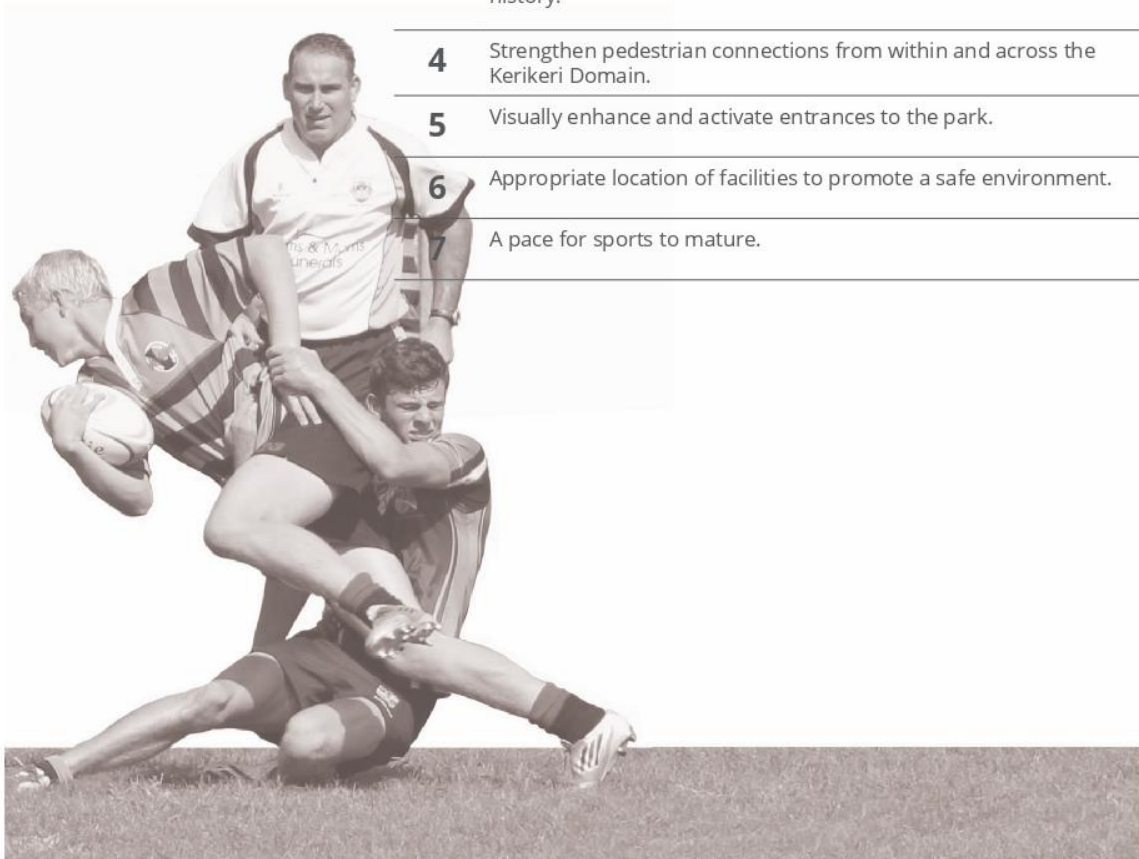 history.
4 Strengthen pedestrian connections from within and across the
Kerikeri Domain.
5 Visually enhance and activate entrances to the park.
6 Appropriate location of facilities to promote a safe environment.
7 A pace for sports to mature.